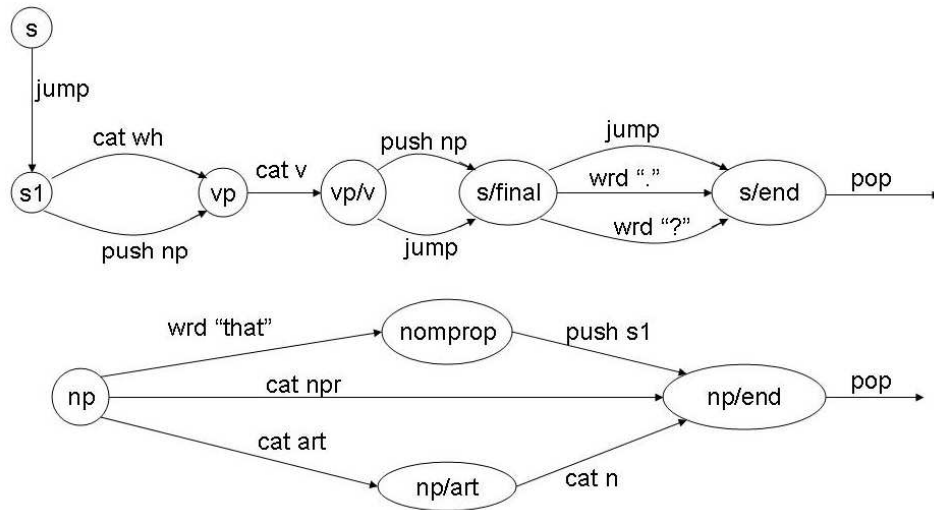 s
jump
cat wh
s1
push np
vp
cat v
vp/v
push np
jump
s/final
jump
wrd “.”
wrd “?”
s/end
pop
np
wrd “that”
nomprop
push s1
cat npr
np/end
pop
cat art
np/art
cat n